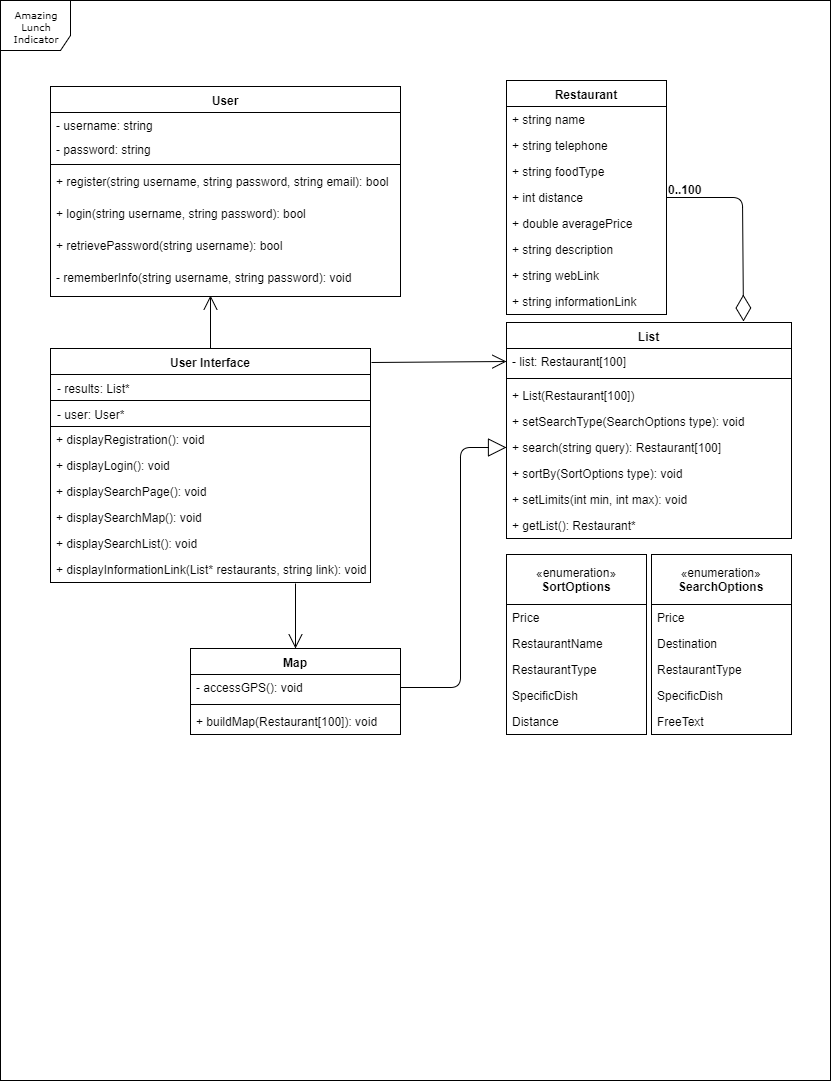 Amazing
Lunch
Indicator
User
- username: string
- password: string
+ register(string username, string password, string email): bool
+ login(string username, string password): bool
+ retrievePassword(string username): bool
- rememberInfo(string username, string password): void
Restaurant
+ string name
+ string telephone
+ string foodType
+ int distance
+ double averagePrice
+ string description
+ string webLink
+ string informationLink
0..100
User Interface
- results: List*
- user: User*
+ displayRegistration(): void
+ displayLogin(): void
+ displaySearchPage(): void
+ displaySearchMap(): void
+ displaySearchList(): void
+ displayInformationLink(List* restaurants, string link): void
List
- list: Restaurant[100]
+ List(Restaurant[100])
+ setSearchType(SearchOptions type): void
+ search(string query): Restaurant[100]
+ sortBy(SortOptions type): void
+ setLimits(int min, int max): void
+ getList(): Restaurant*
Map
- accessGPS(): void
+ buildMap(Restaurant[100]): void
«enumeration»
SortOptions
Price
RestaurantName
RestaurantType
SpecificDish
Distance
«enumeration»
SearchOptions
Price
Destination
RestaurantType
SpecificDish
FreeText